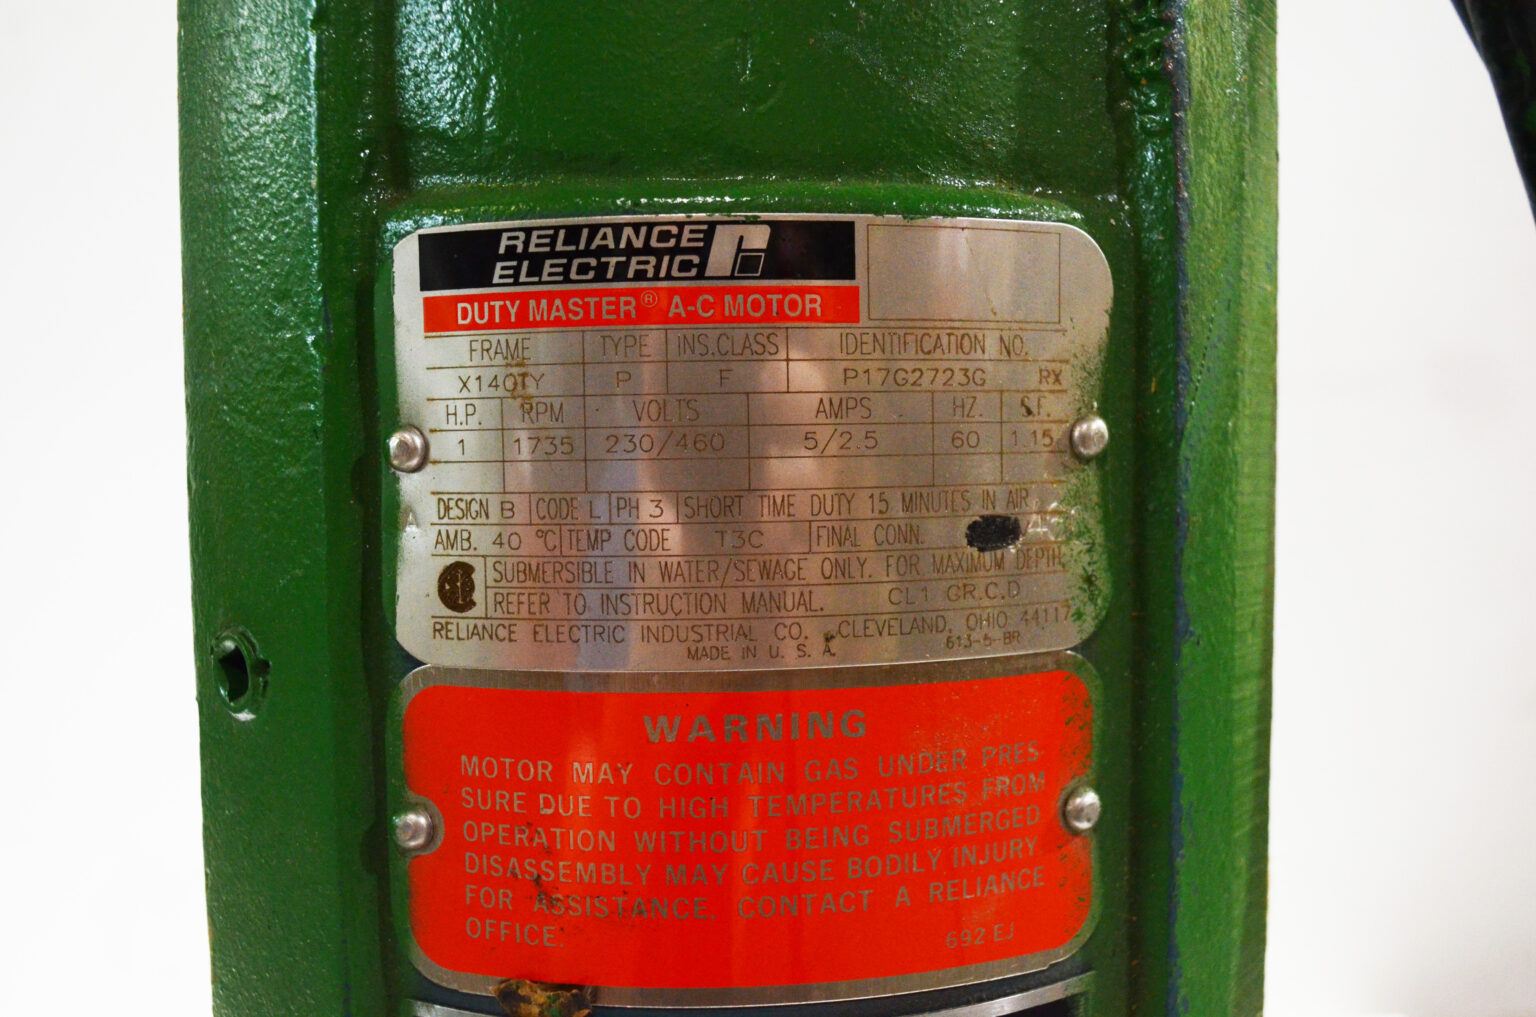 RELIANCE
ELECTRIC
DUTY MASTER® A-C MOTOR
FRAME TYPE INS.CLASS IDENTIFICATION NO.
X140TY P F P17G2723G RX
H.P. RPM VOLTS AMPS HZ. S.F.
1 1735 230/460 5/2.5 60 1.15
DESIGN B CODE L PH 3 SHORT TIME DUTY 15 MINUTES IN AIR
AMB. 40 °C TEMP CODE T3C FINAL CONN.
SUBMERSIBLE IN WATER/SEWAGE ONLY. FOR MAXIMUM DEPTH,
REFER TO INSTRUCTION MANUAL. CL1 GR.C,D
RELIANCE ELECTRIC INDUSTRIAL CO. CLEVELAND, OHIO 44117
MADE IN U. S. A. 613-5-BR
WARNING
MOTOR MAY CONTAIN GAS UNDER PRES
SURE DUE TO HIGH TEMPERATURES FROM
OPERATION WITHOUT BEING SUBMERGED
DISASSEMBLY MAY CAUSE BODILY INJURY
FOR ASSISTANCE, CONTACT A RELIANCE
OFFICE.
692 EJ